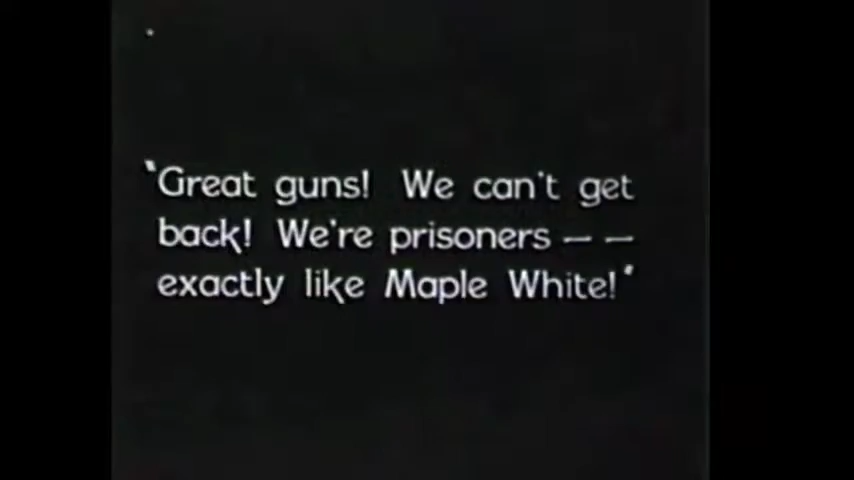 "Great guns! We can't get
back! We're prisoners — —
exactly like Maple White!"